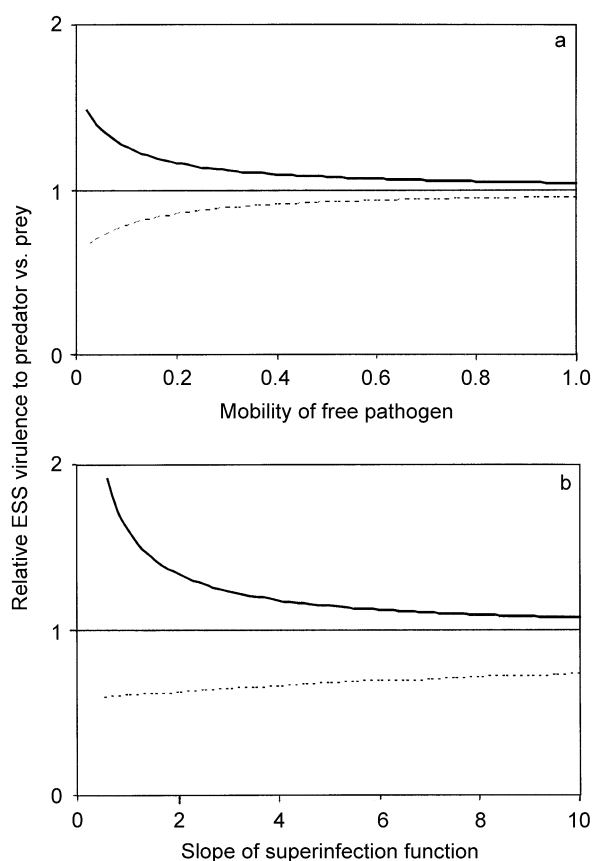 Relative ESS virulence to predator vs. prey
a
2
1
0
0 0.2 0.4 0.6 0.8 1.0
Mobility of free pathogen
b
2
1
0
0 2 4 6 8 10
Slope of superinfection function